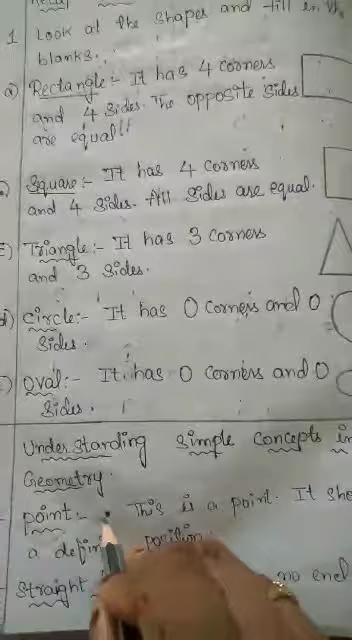 1 Look at the shapes and fill in the
blanks.
a) Rectangle:- It has 4 corners
and 4 sides. The opposite sides
are equal!!
Square:- It has 4 corners
and 4 sides. All sides are equal.
Triangle:- It has 3 corners
and 3 sides.
d) circle:- It has 0 corners and 0
sides.
oval:- It has 0 corners and 0
sides.
Understanding simple concepts in
Geometry.
point:- . This is a point. It sho
a defin position.
straight no end